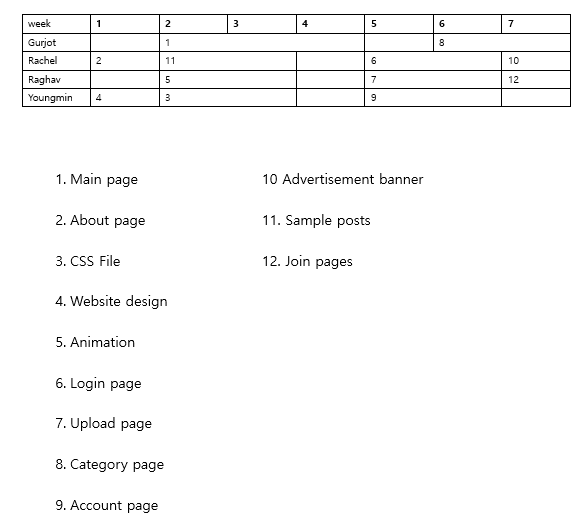 week 1 2 3 4 5 6 7
Gurjot 1 8
Rachel 2 11 6 10
Raghav 5 7 12
Youngmin 4 3 9
1. Main page
2. About page
3. CSS File
4. Website design
5. Animation
6. Login page
7. Upload page
8. Category page
9. Account page
10 Advertisement banner
11. Sample posts
12. Join pages